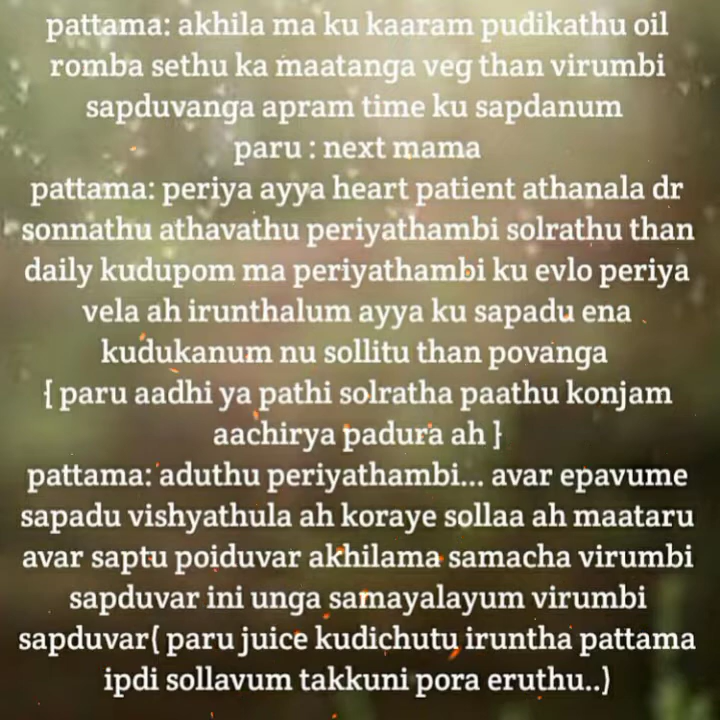 pattama: akhila ma ku kaaram pudikathu oil
romba sethu ka maatanga veg than virumbi
sapduvanga apram time ku sapdanum
paru : next mama
pattama: periya ayya heart patient athanala dr
sonnathu athavathu periyathambi solrathu than
daily kudupom ma periyathambi ku evlo periya
vela ah irunthalum ayya ku sapadu ena
kudukanum nu sollitu than povanga
{ paru aadhi ya pathi solratha paathu konjam
aachirya padura ah }
pattama: aduthu periyathambi... avar epavume
sapadu vishyathula ah koraye sollaa ah maataru
avar saptu poiduvar akhilama samacha virumbi
sapduvar ini unga samayalayum virumbi
sapduvar( paru juice kudichutu iruntha pattama
ipdi sollavum takkuni pora eruthu..)